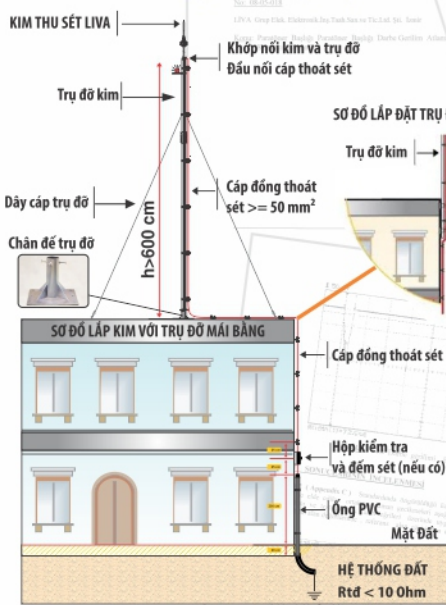 KIM THU SÉT LIVA
Khớp nối kim và trụ đỡ
Đầu nối cáp thoát sét
Trụ đỡ kim
SƠ ĐỒ LẮP ĐẶT TRỤ
Trụ đỡ kim
Dây cáp trụ đỡ
Cáp đồng thoát
sét >= 50 mm²
h>600 cm
Chân đế trụ đỡ
SƠ ĐỒ LẮP KIM VỚI TRỤ ĐỠ MÁI BẰNG
Cáp đồng thoát sét
Hộp kiểm tra
và đếm sét (nếu có)
Ống PVC
Mặt Đất
HỆ THỐNG ĐẤT
Rtđ < 10 Ohm